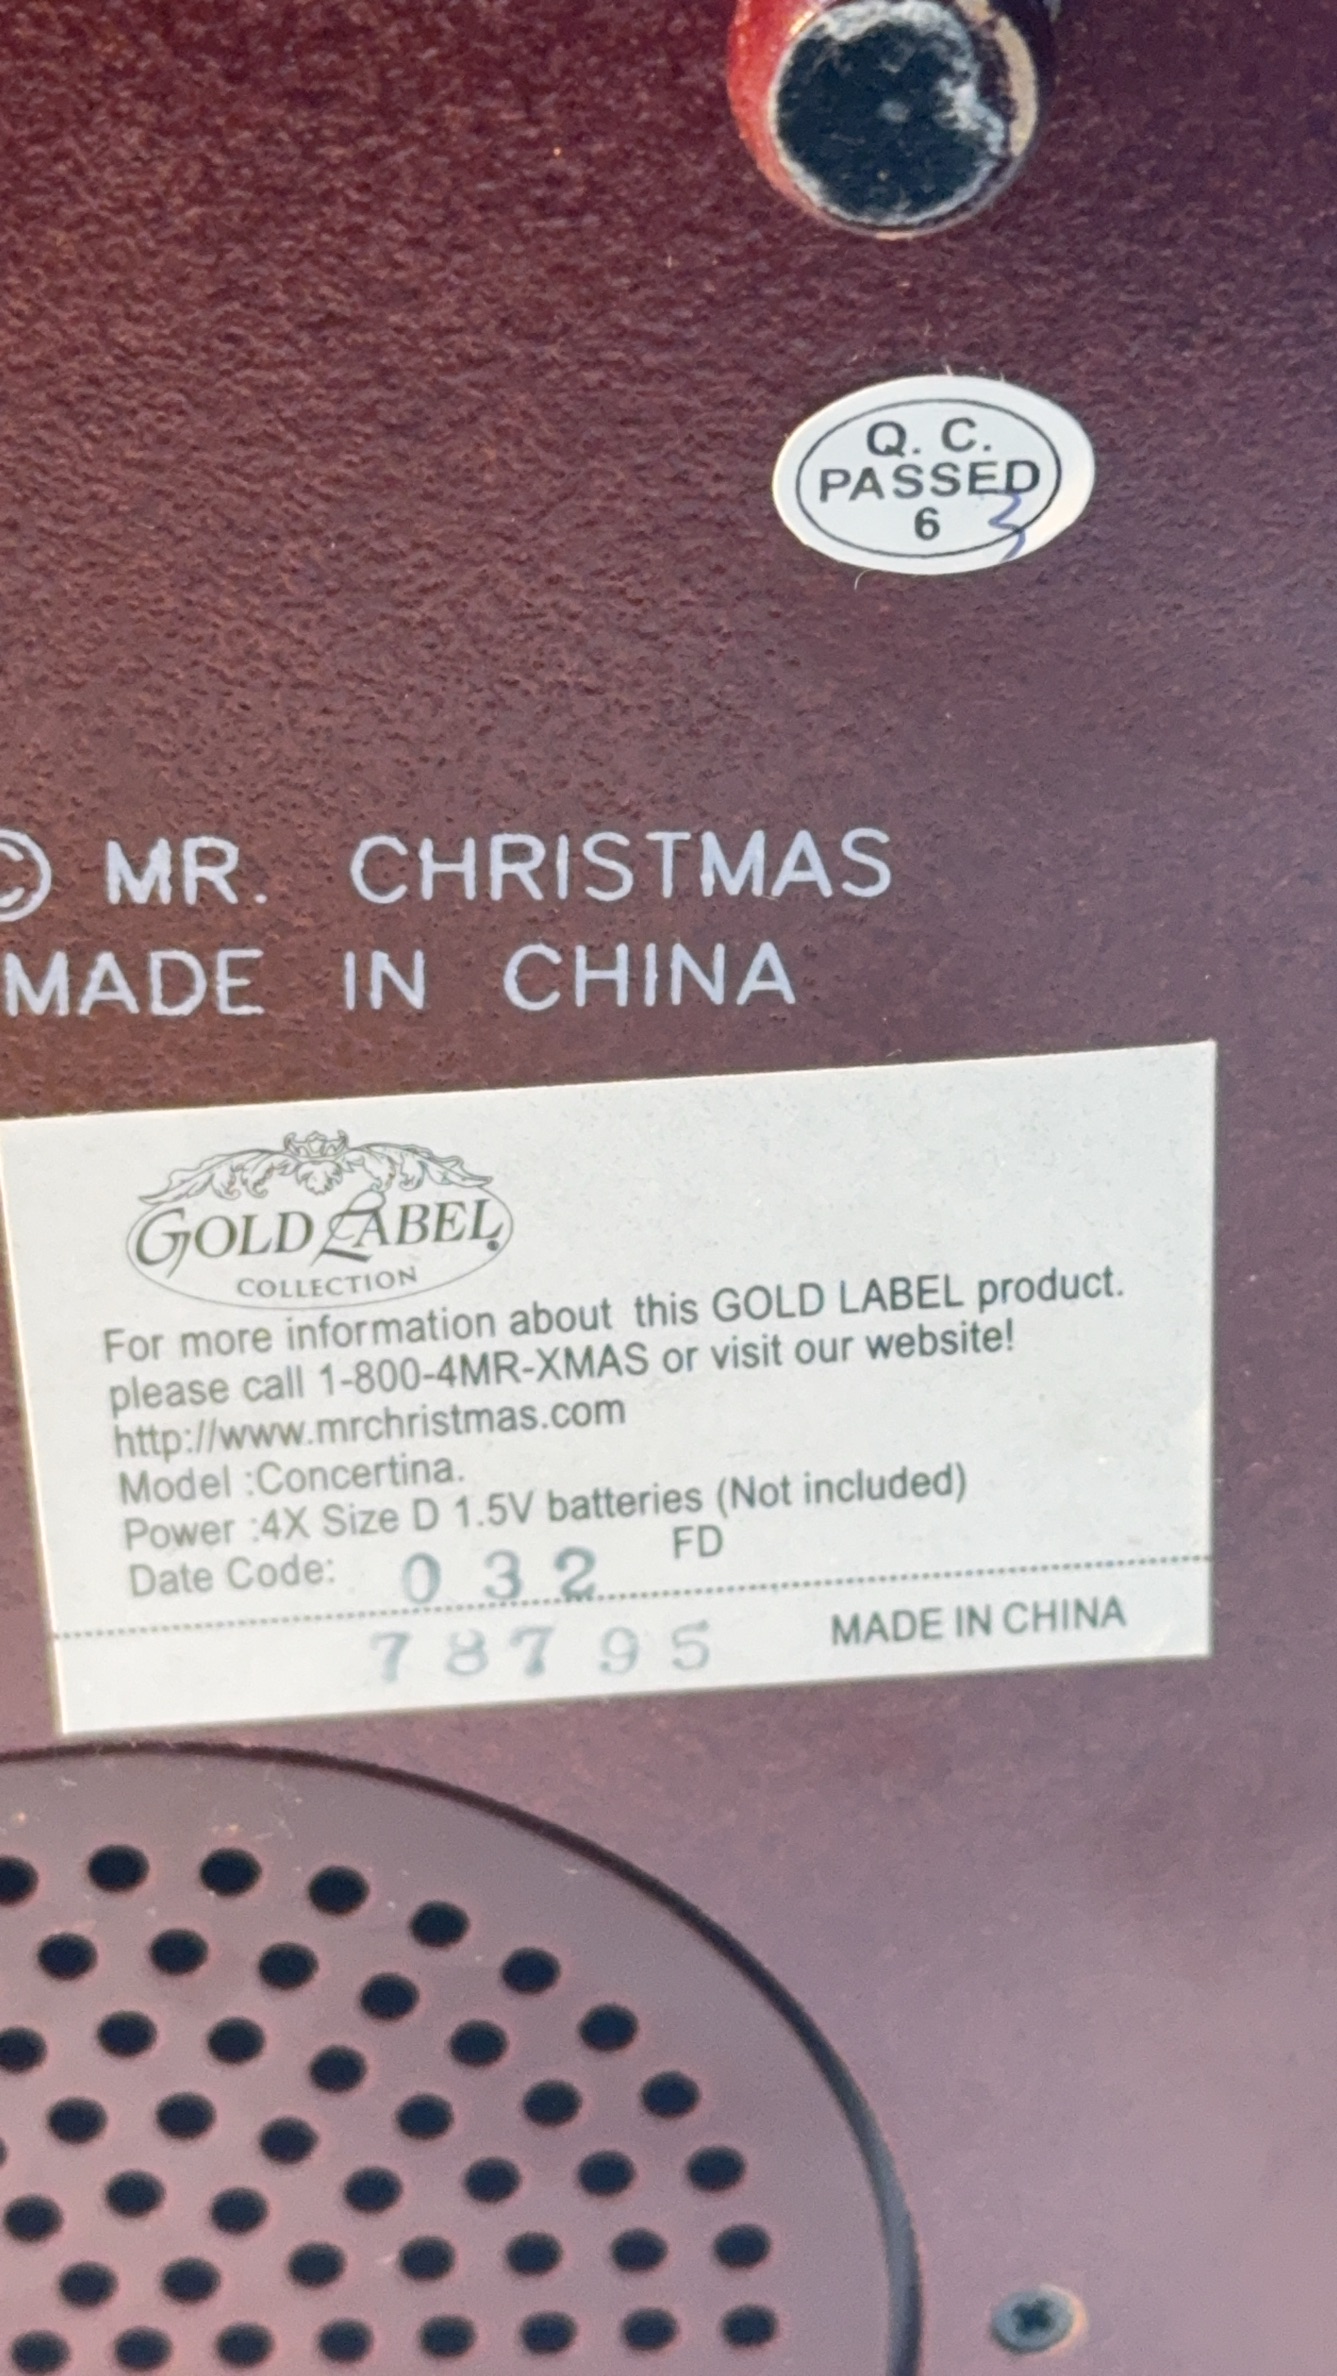 Q. C.
PASSED
6
© MR. CHRISTMAS
MADE IN CHINA
GOLD LABEL®
COLLECTION
For more information about this GOLD LABEL product.
please call 1-800-4MR-XMAS or visit our website!
http://www.mrchristmas.com
Model :Concertina.
Power :4X Size D 1.5V batteries (Not included)
Date Code: 032 FD
78795 MADE IN CHINA